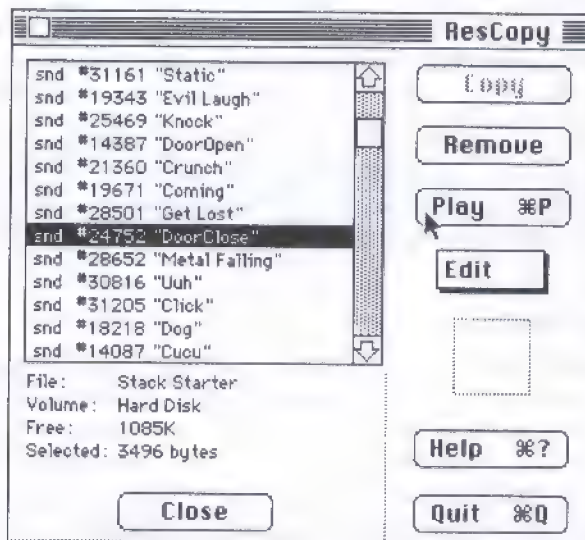 ResCopy
snd #31161 "Static"
snd #19343 "Evil Laugh"
snd #25469 "Knock"
snd #14387 "DoorOpen"
snd #21360 "Crunch"
snd #19671 "Coming"
snd #28501 "Get Lost"
snd #24752 "DoorClose"
snd #28652 "Metal Falling"
snd #30816 "Uuh"
snd #31205 "Click"
snd #18218 "Dog"
snd #14087 "Cucu"
File: Stack Starter
Volume: Hard Disk
Free: 1085K
Selected: 3496 bytes
Close
Copy
Remove
Play ⌘P
Edit
Help ⌘?
Quit ⌘Q